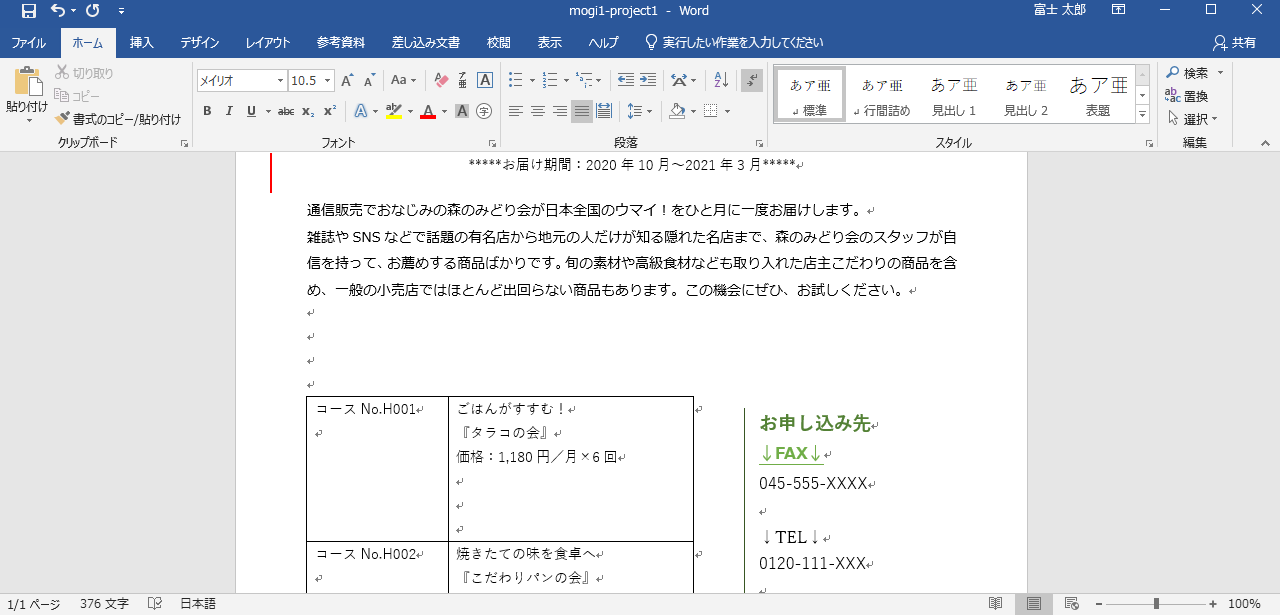 mogi1-project1 - Word
富士 太郎
ファイル ホーム 挿入 デザイン レイアウト 参考資料 差し込み文書 校閲 表示 ヘルプ 実行したい作業を入力してください 共有
貼り付け
切り取り
コピー
書式のコピー/貼り付け
クリップボード
メイリオ 10.5 A A Aa A 亜 A
B I U abc x₂ x² A ab A A 字
フォント
段落
あア亜 あア亜 あア亜 あア亜 あア亜
↲ 標準 ↲ 行間詰め 見出し 1 見出し 2 表題
スタイル
検索
置換
選択
編集
*****お届け期間：2020 年 10 月～2021 年 3 月*****
通信販売でおなじみの森のみどり会が日本全国のウマイ！をひと月に一度お届けします。
雑誌や SNS などで話題の有名店から地元の人だけが知る隠れた名店まで、森のみどり会のスタッフが自
信を持って、お薦めする商品ばかりです。旬の素材や高級食材なども取り入れた店主こだわりの商品を含
め、一般の小売店ではほとんど出回らない商品もあります。この機会にぜひ、お試しください。
コース No.H001
ごはんがすすむ！
『タラコの会』
価格：1,180 円／月×6 回
コース No.H002
焼きたての味を食卓へ
『こだわりパンの会』
お申し込み先
↓FAX↓
045-555-XXXX
↓TEL↓
0120-111-XXX
1/1 ページ 376 文字 日本語 100%